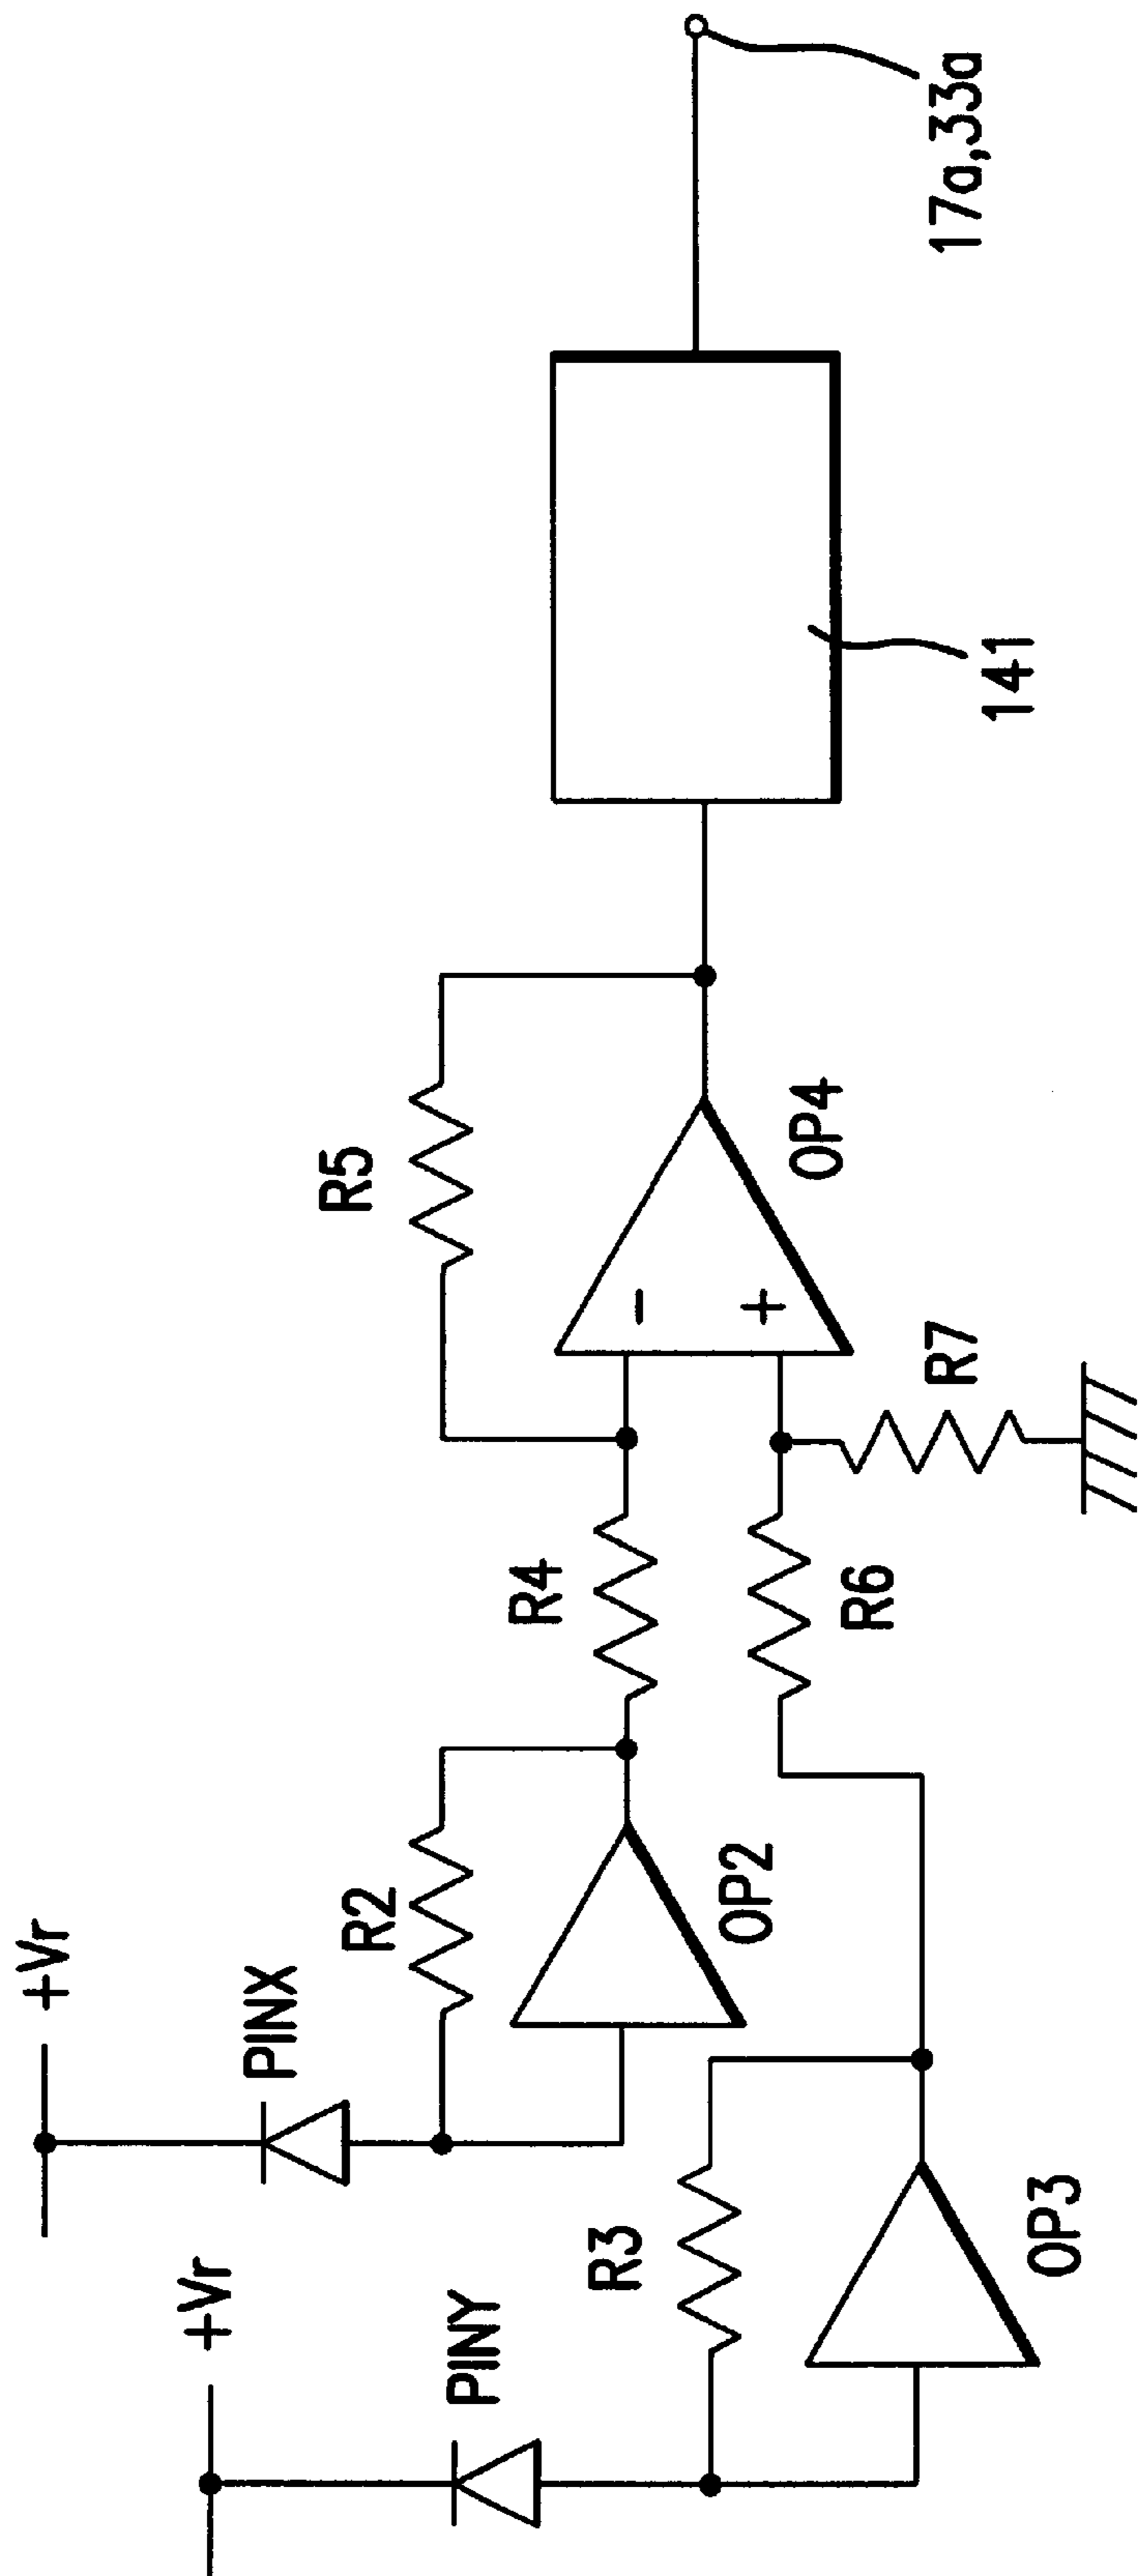 +Vr
PINY
R3
OP3
+Vr
PINX
R2
OP2
R4
R6
R7
R5
-
+
OP4
141
17a,33a